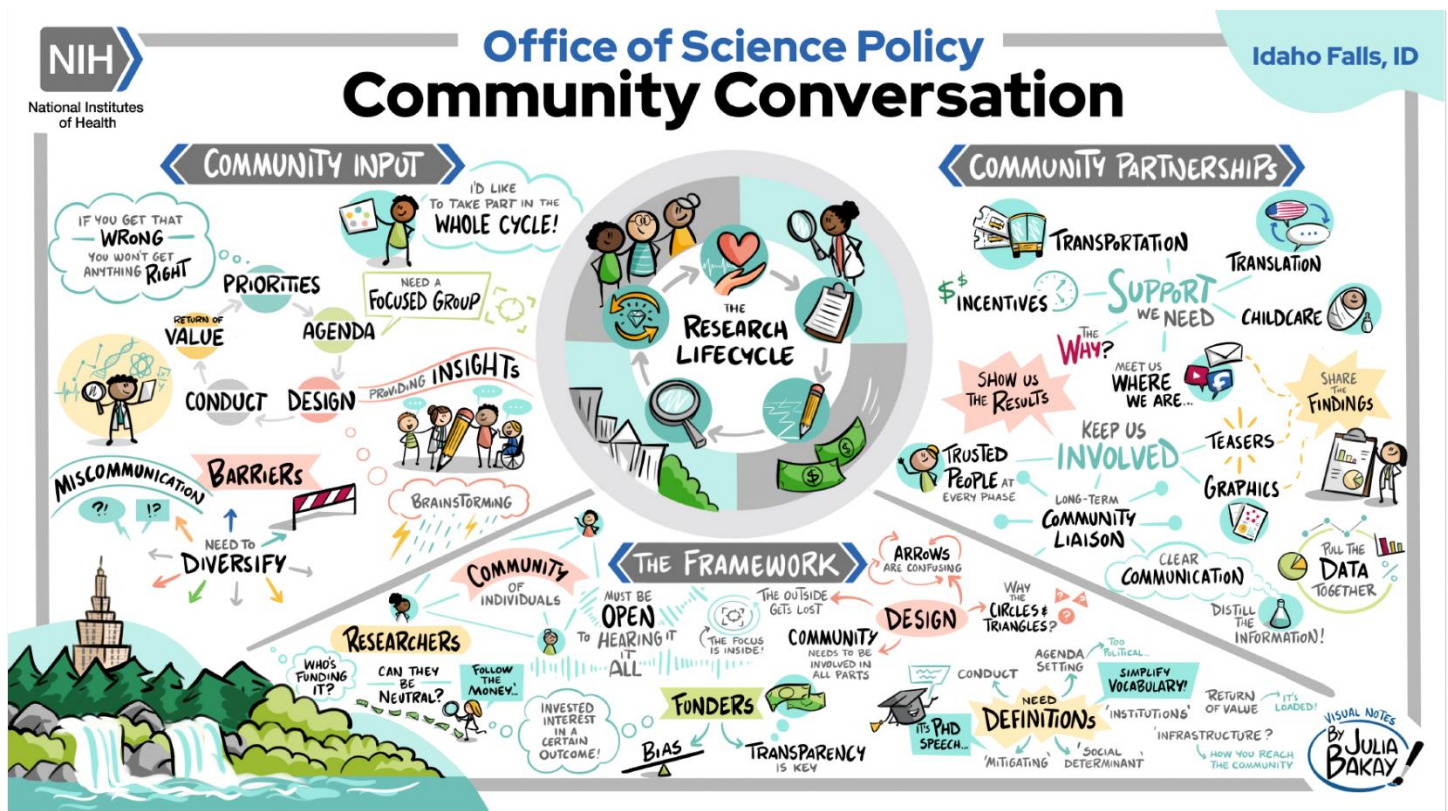 NIH
National Institutes
of Health
Office of Science Policy
Community Conversation
Idaho Falls, ID
COMMUNITY INPUT
IF YOU GET THAT
WRONG
YOU WON'T GET
ANYTHING RIGHT
I'D LIKE
TO TAKE PART IN THE
WHOLE CYCLE!
PRIORITIES
NEED A
FOCUSED GROUP
AGENDA
RETURN OF
VALUE
CONDUCT
DESIGN
PROVIDING INSIGHTS
BRAINSTORMING
MISCOMMUNICATION
?!
!?
BARRIERS
NEED TO
DIVERSIFY
THE
RESEARCH
LIFECYCLE
$
$
COMMUNITY PARTNERSHIPS
TRANSPORTATION
TRANSLATION
$$
INCENTIVES
SUPPORT
WE NEED
CHILDCARE
THE
WHY?
MEET US
WHERE
WE ARE...
SHOW US
THE RESULTS
SHARE
THE
FINDINGS
KEEP US
INVOLVED
TEASERS
GRAPHICS
TRUSTED
PEOPLE AT
EVERY PHASE
LONG-TERM
COMMUNITY
LIAISON
CLEAR
COMMUNICATION
PULL THE
DATA
TOGETHER
%
DISTILL
THE
INFORMATION!
THE FRAMEWORK
COMMUNITY
OF
INDIVIDUALS
RESEARCHERS
WHO'S
FUNDING
IT?
CAN THEY
BE
NEUTRAL?
FOLLOW
THE
MONEY...
MUST BE
OPEN
TO HEARING IT
ALL
THE FOCUS
IS INSIDE!
THE OUTSIDE
GETS LOST
ARROWS
ARE CONFUSING
DESIGN
WHY
THE
CIRCLES &
TRIANGLES?
? ?
?
COMMUNITY
NEEDS TO BE
INVOLVED IN
ALL PARTS
INVESTED
INTEREST
IN A
CERTAIN
OUTCOME!
FUNDERS
BIAS
TRANSPARENCY
IS KEY
IT'S PHD
SPEECH...
CONDUCT
AGENDA
SETTING
TOO
POLITICAL...
NEED
DEFINITIONS
SIMPLIFY
VOCABULARY!
'INSTITUTIONS'
RETURN
OF VALUE
IT'S
LOADED!
'INFRASTRUCTURE'?
HOW YOU REACH
THE COMMUNITY
'MITIGATING'
'SOCIAL
DETERMINANT'
VISUAL NOTES
BY JULIA
BAKAY